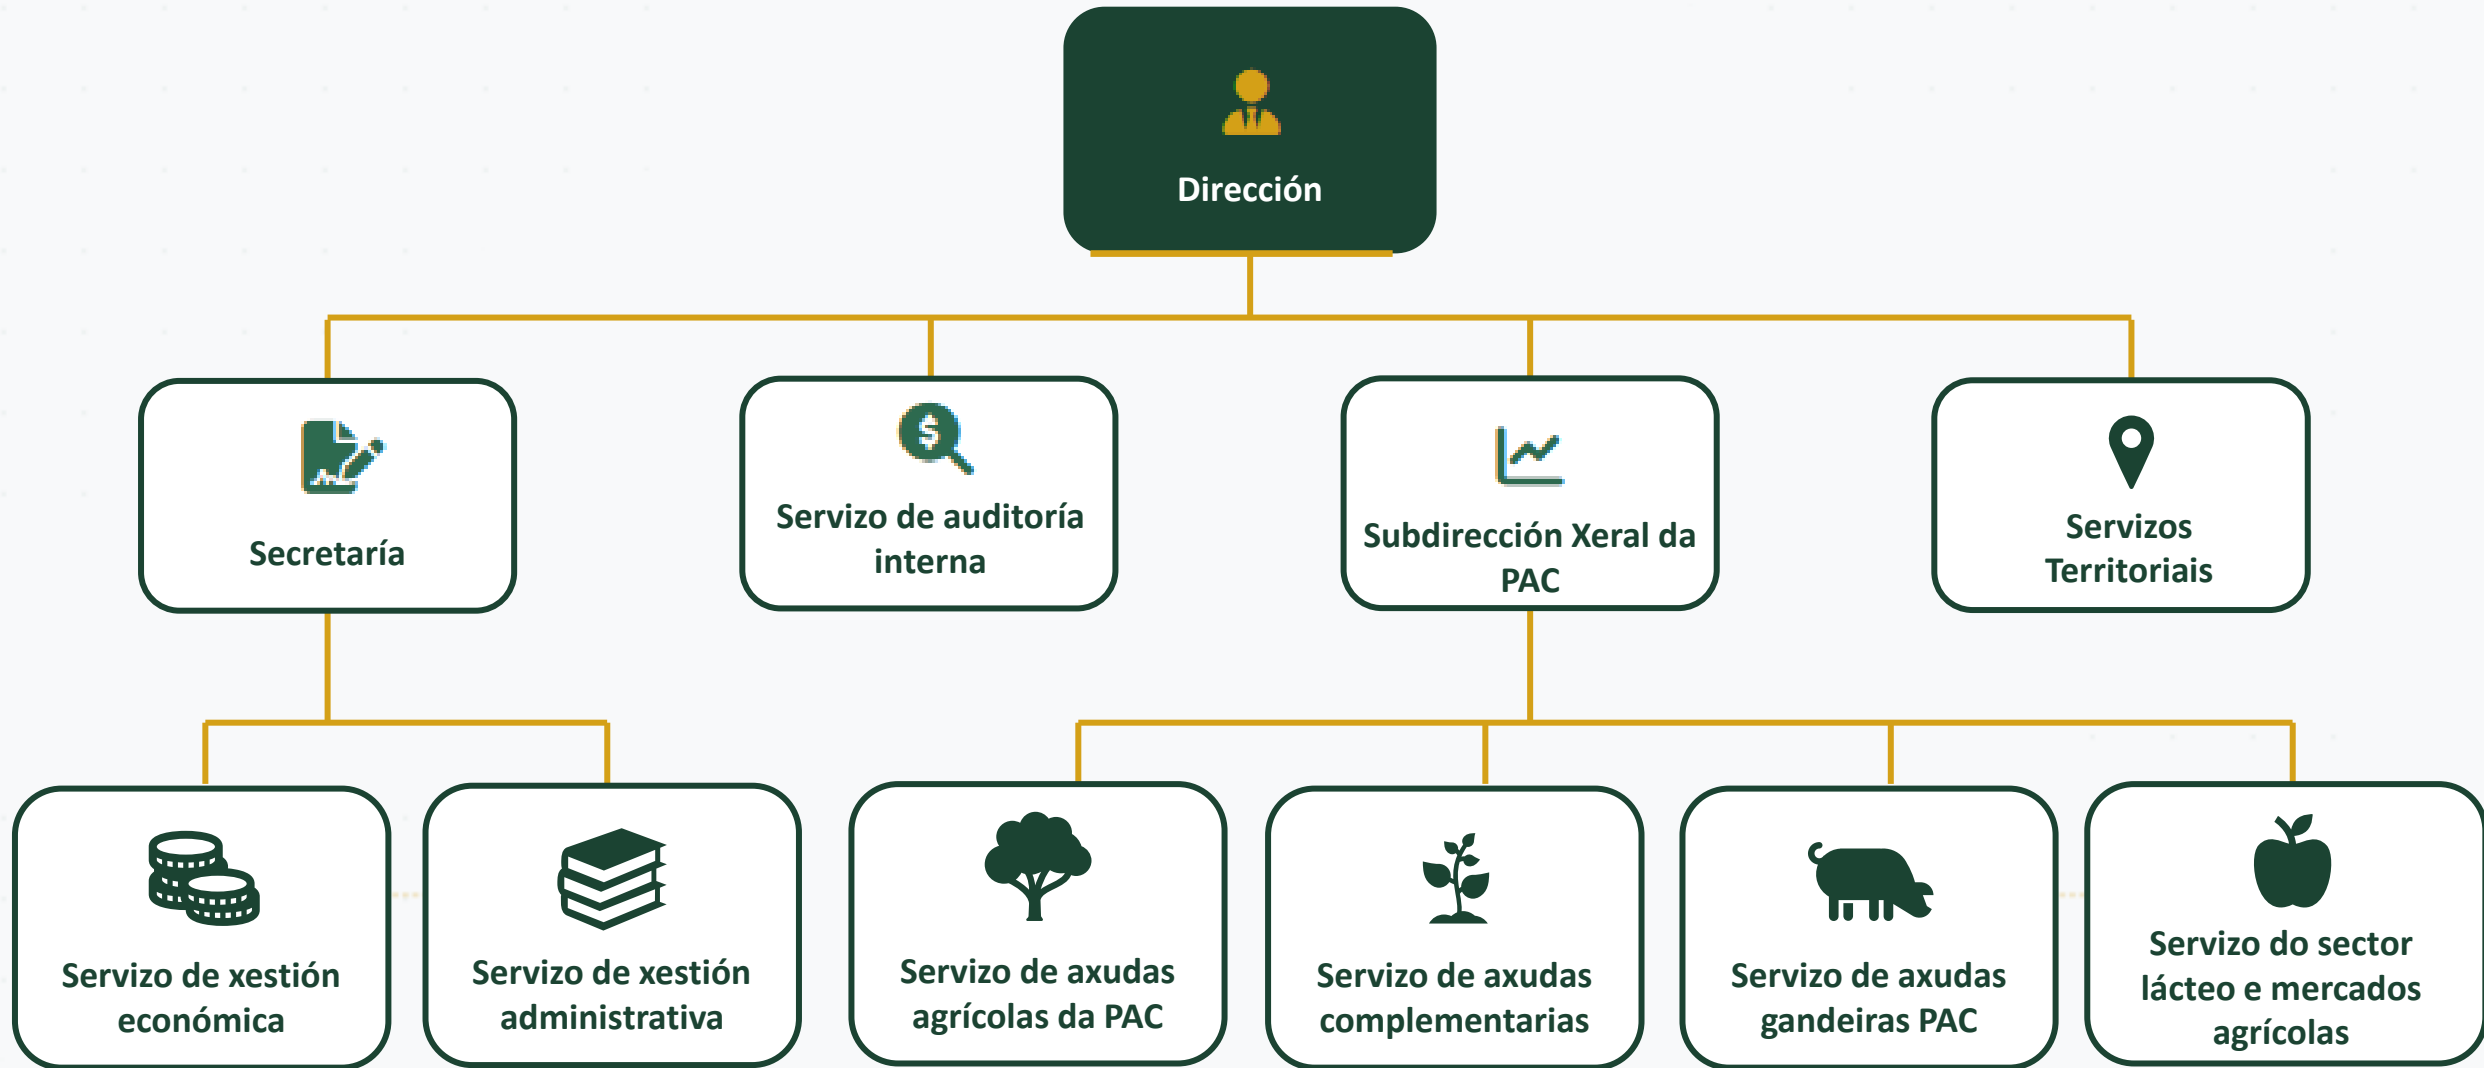 Dirección
Secretaría
Servizo de auditoría
interna
Subdirección Xeral da
PAC
Servizos
Territoriais
Servizo de xestión
económica
Servizo de xestión
administrativa
Servizo de axudas
agrícolas da PAC
Servizo de axudas
complementarias
Servizo de axudas
gandeiras PAC
Servizo do sector
lácteo e mercados
agrícolas